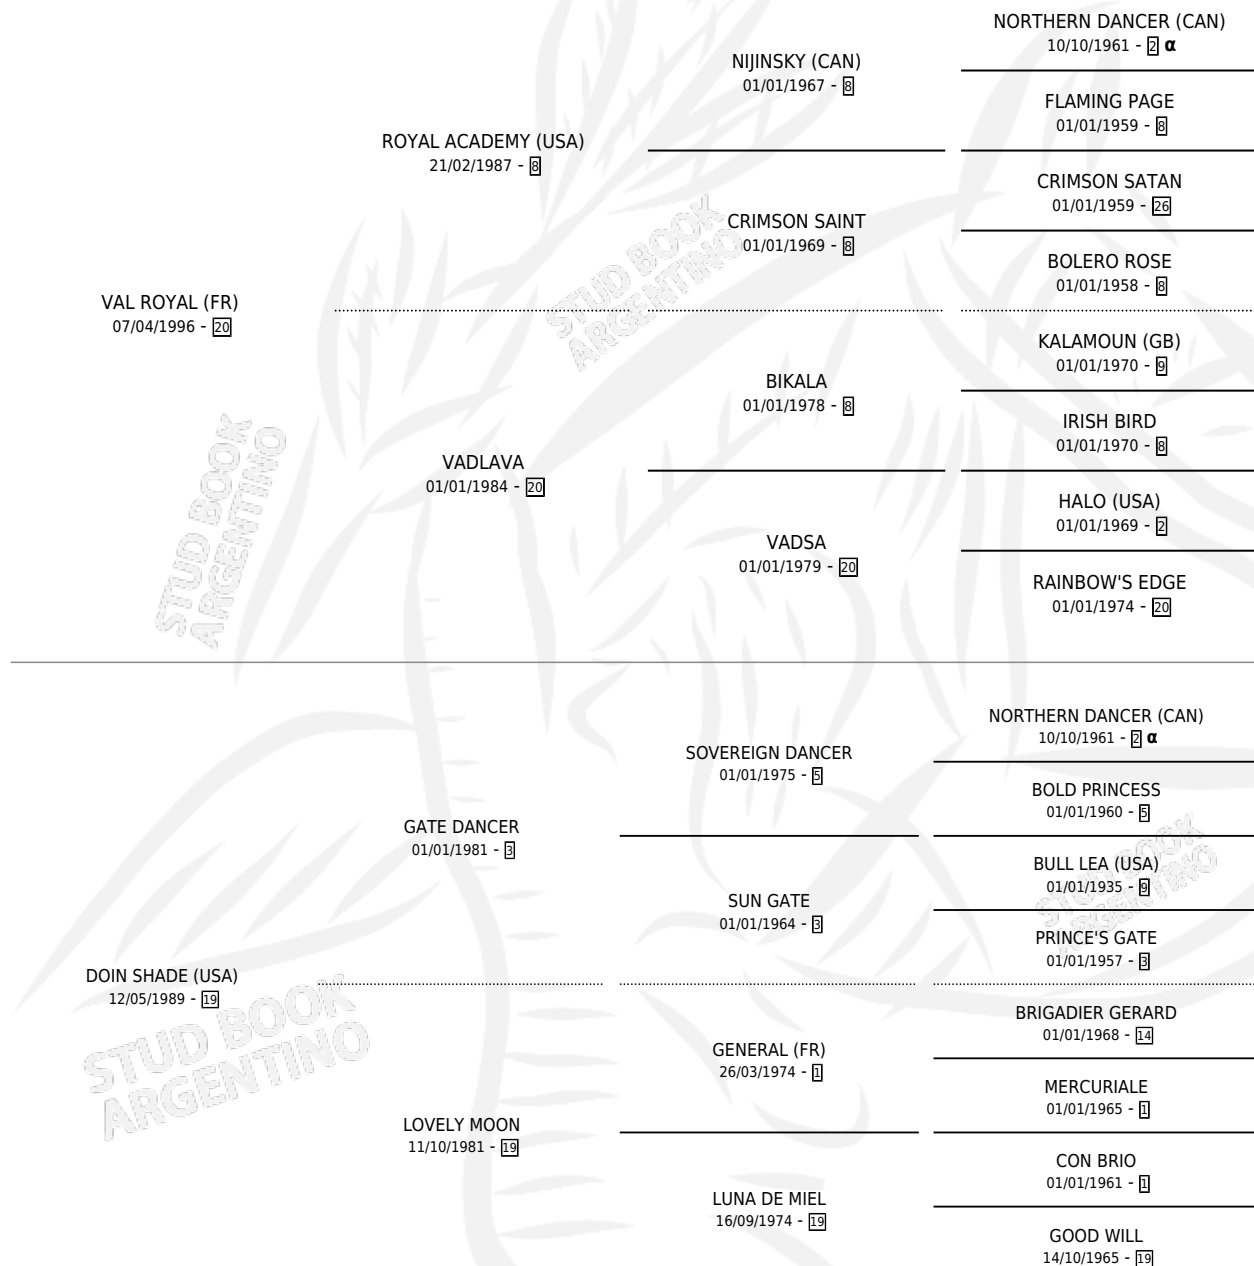 NORTHERN DANCER (CAN)
10/10/1961 - 2 α
NIJINSKY (CAN)
01/01/1967 - 8
FLAMING PAGE
01/01/1959 - 8
ROYAL ACADEMY (USA)
21/02/1987 - 8
CRIMSON SATAN
01/01/1959 - 26
CRIMSON SAINT
01/01/1969 - 8
BOLERO ROSE
01/01/1958 - 8
VAL ROYAL (FR)
07/04/1996 - 20
STUD BOOK
ARGENTINO
KALAMOUN (GB)
01/01/1970 - 9
BIKALA
01/01/1978 - 8
IRISH BIRD
01/01/1970 - 8
VADLAVA
01/01/1984 - 20
HALO (USA)
01/01/1969 - 2
VADSA
01/01/1979 - 20
RAINBOW'S EDGE
01/01/1974 - 20
STUD BOOK
ARGENTINO
NORTHERN DANCER (CAN)
10/10/1961 - 2 α
SOVEREIGN DANCER
01/01/1975 - 5
BOLD PRINCESS
01/01/1960 - 5
GATE DANCER
01/01/1981 - 3
BULL LEA (USA)
01/01/1935 - 9
SUN GATE
01/01/1964 - 3
PRINCE'S GATE
01/01/1957 - 3
STUD BOOK
ARGENTINO
DOIN SHADE (USA)
12/05/1989 - 19
BRIGADIER GERARD
01/01/1968 - 14
GENERAL (FR)
26/03/1974 - 1
MERCURIALE
01/01/1965 - 1
LOVELY MOON
11/10/1981 - 19
CON BRIO
01/01/1961 - 1
LUNA DE MIEL
16/09/1974 - 19
GOOD WILL
14/10/1965 - 19
STUD BOOK
ARGENTINO